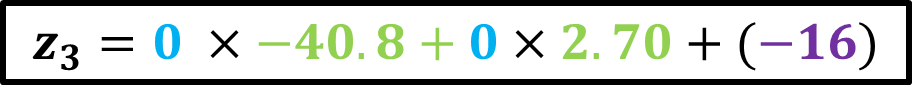 z₃ = 0 × −40.8 + 0 × 2.70 + (−16)